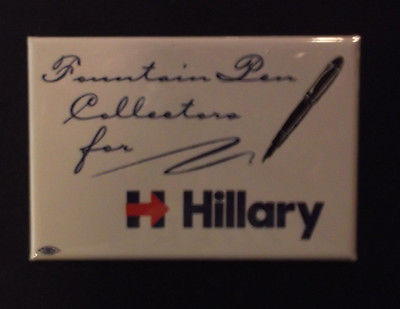 Fountain Pen
Collectors
for
H Hillary